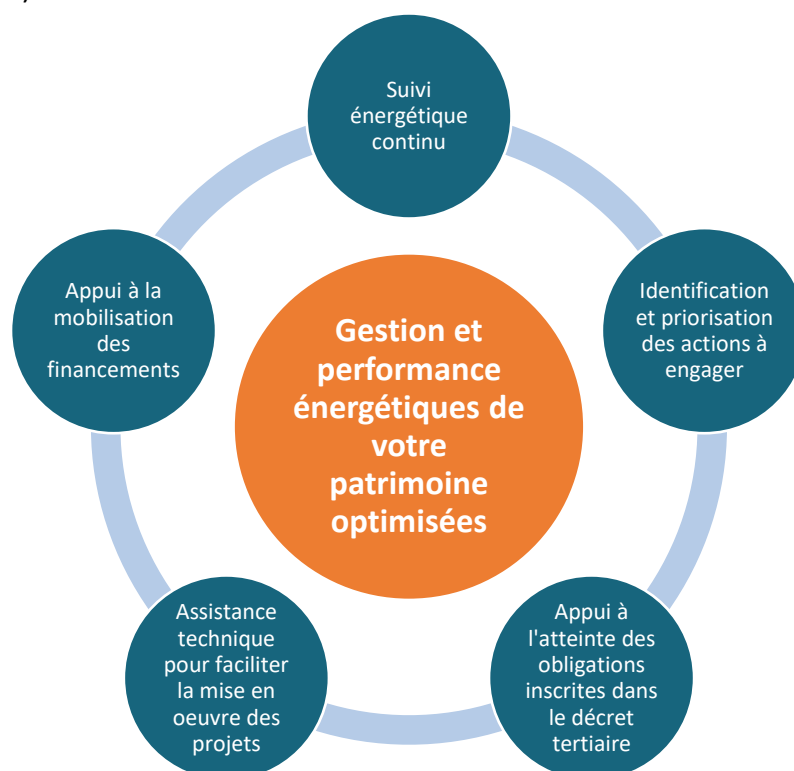 Suivi
énergétique
continu
Identification
et priorisation
des actions à
engager
Appui à
l'atteinte des
obligations
inscrites dans
le décret
tertiaire
Assistance
technique
pour faciliter
la mise en
oeuvre des
projets
Appui à la
mobilisation
des
financements
Gestion et
performance
énergétiques de
votre
patrimoine
optimisées